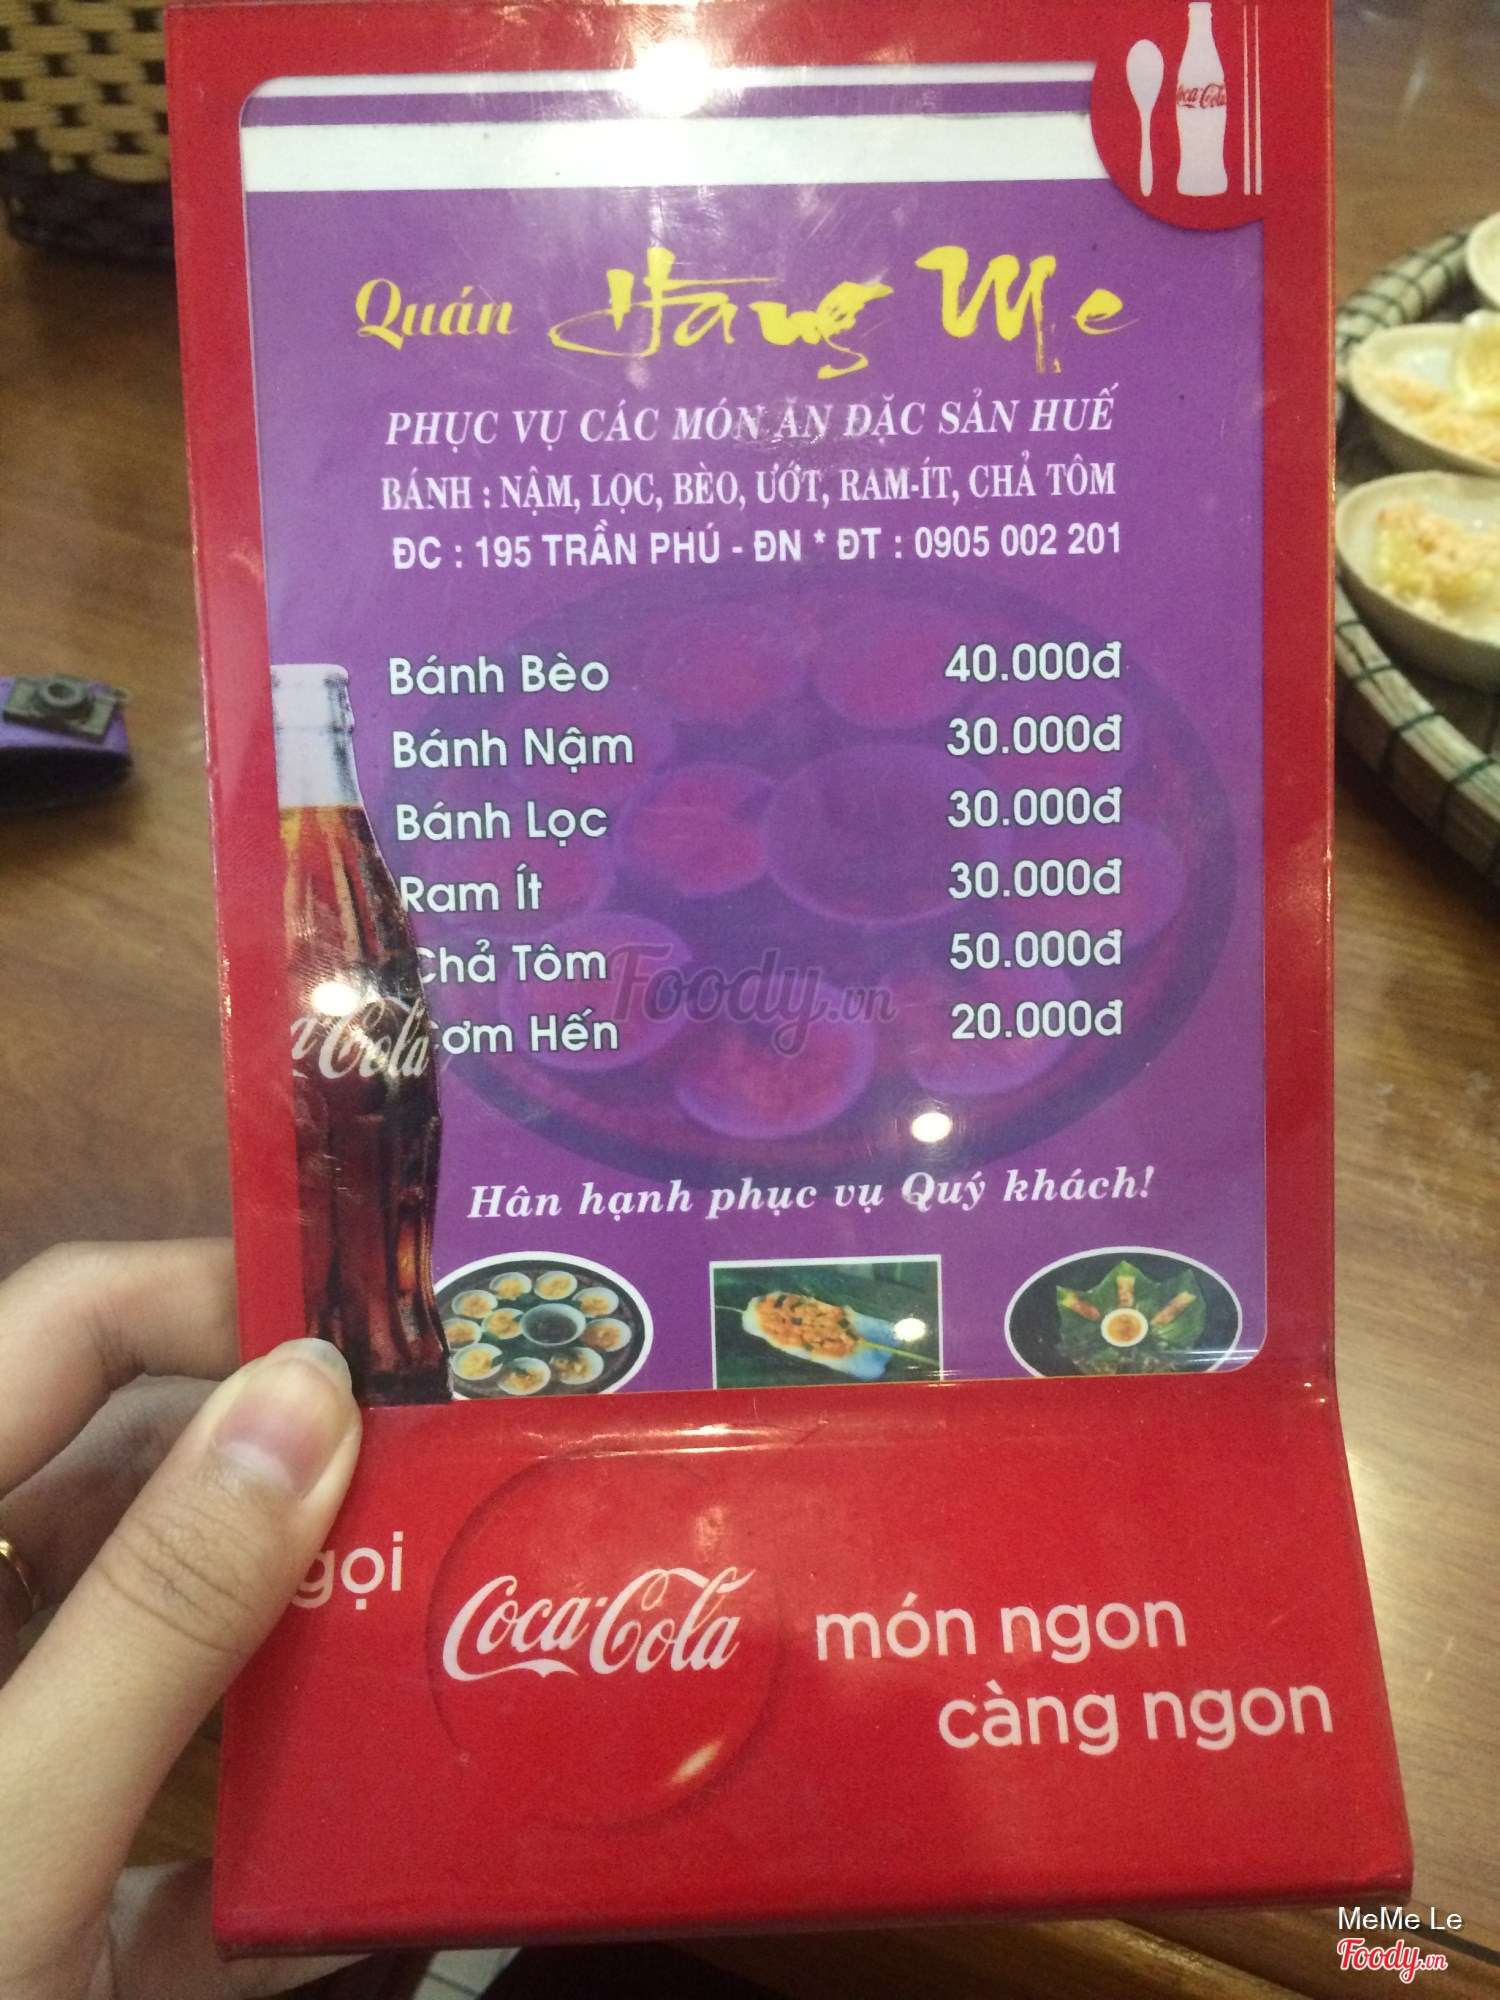 Coca-Cola
Quán Hàng Mẹ
PHỤC VỤ CÁC MÓN ĂN ĐẶC SẢN HUẾ
BÁNH : NẬM, LỌC, BÈO, ƯỚT, RAM-ÍT, CHẢ TÔM
ĐC : 195 TRẦN PHÚ - ĐN * ĐT : 0905 002 201
Bánh Bèo 40.000đ
Bánh Nậm 30.000đ
Bánh Lọc 30.000đ
Ram Ít 30.000đ
Chả Tôm 50.000đ
Cơm Hến 20.000đ
Foody.vn
Cola
Hân hạnh phục vụ Quý khách!
gọi Coca-Cola món ngon
càng ngon
MeMe Le
Foody.vn